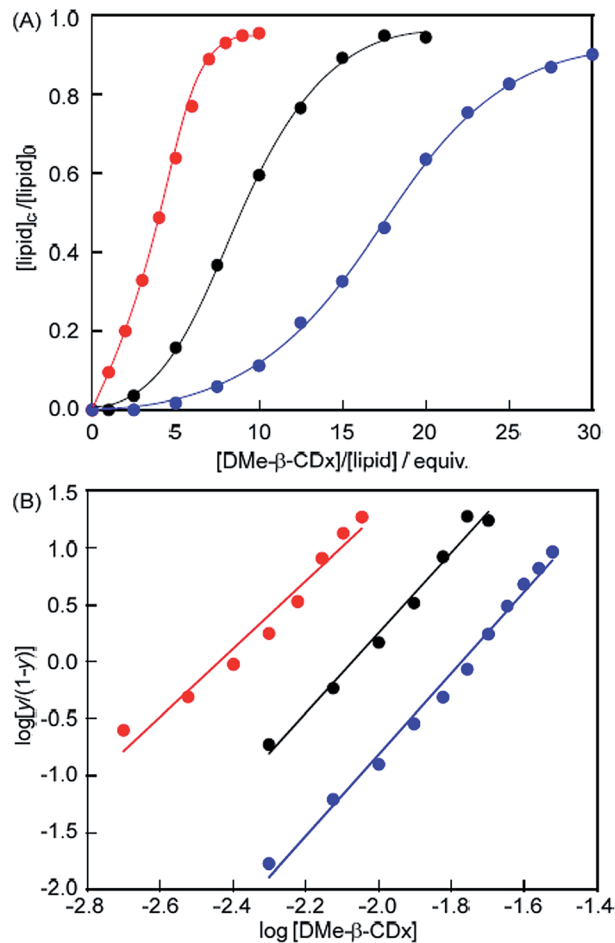 (A)
1.0
0.8
0.6
0.4
0.2
0.0
[lipid]c/[lipid]0
0 5 10 15 20 25 30
[DMe-β-CDx]/[lipid] / equiv.
(B)
1.5
1.0
0.5
0.0
-0.5
-1.0
-1.5
-2.0
log[y/(1-y)]
-2.8 -2.6 -2.4 -2.2 -2.0 -1.8 -1.6 -1.4
log [DMe-β-CDx]